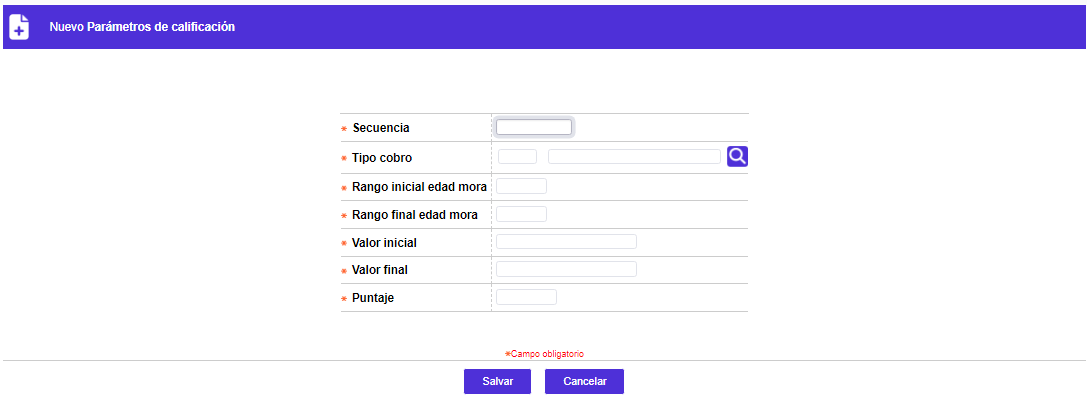 Nuevo Parámetros de calificación
* Secuencia
* Tipo cobro
* Rango inicial edad mora
* Rango final edad mora
* Valor inicial
* Valor final
* Puntaje
*Campo obligatorio
Salvar Cancelar